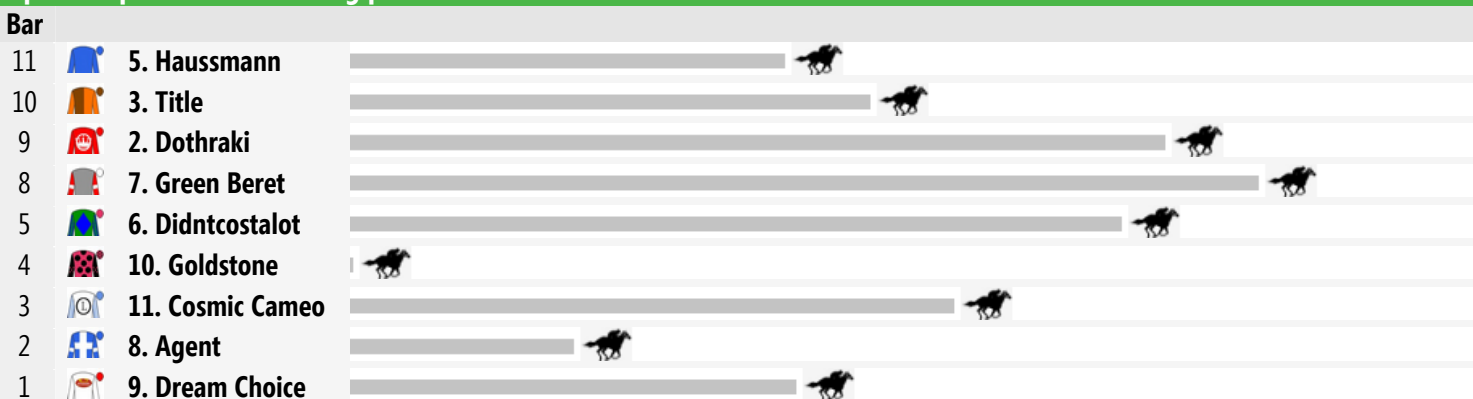 Bar
11 5. Haussmann
10 3. Title
9 2. Dothraki
8 7. Green Beret
5 6. Didntcostalot
4 10. Goldstone
3 11. Cosmic Cameo
2 8. Agent
1 9. Dream Choice